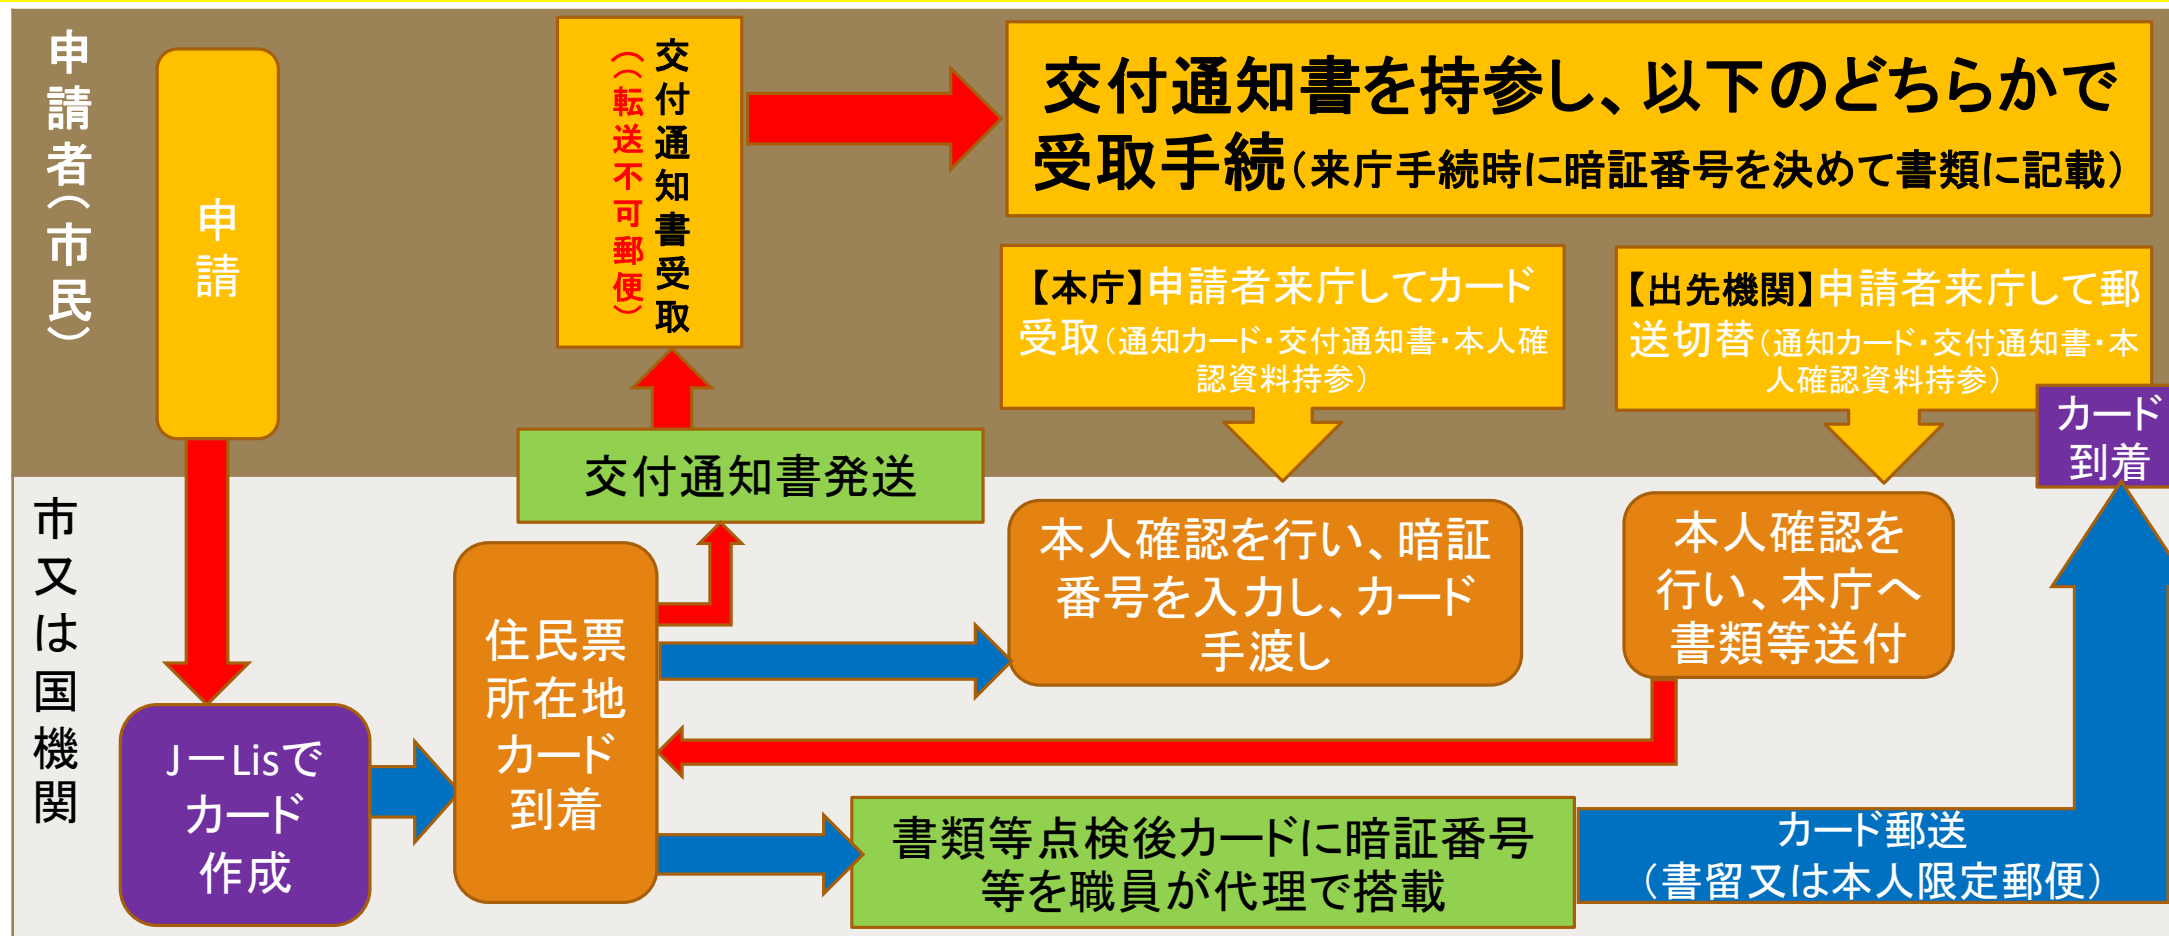 申請者（市民）
申請
交付通知書受取
（（転送不可郵便）
交付通知書を持参し、以下のどちらかで
受取手続（来庁手続時に暗証番号を決めて書類に記載）
【本庁】申請者来庁してカード
受取（通知カード・交付通知書・本人確
認資料持参）
【出先機関】申請者来庁して郵
送切替（通知カード・交付通知書・本
人確認資料持参）
カード
到着
交付通知書発送
市又は国機関
本人確認を行い、暗証
番号を入力し、カード
手渡し
本人確認を
行い、本庁へ
書類等送付
住民票
所在地
カード
到着
JーLisで
カード
作成
書類等点検後カードに暗証番号
等を職員が代理で搭載
カード郵送
（書留又は本人限定郵便）